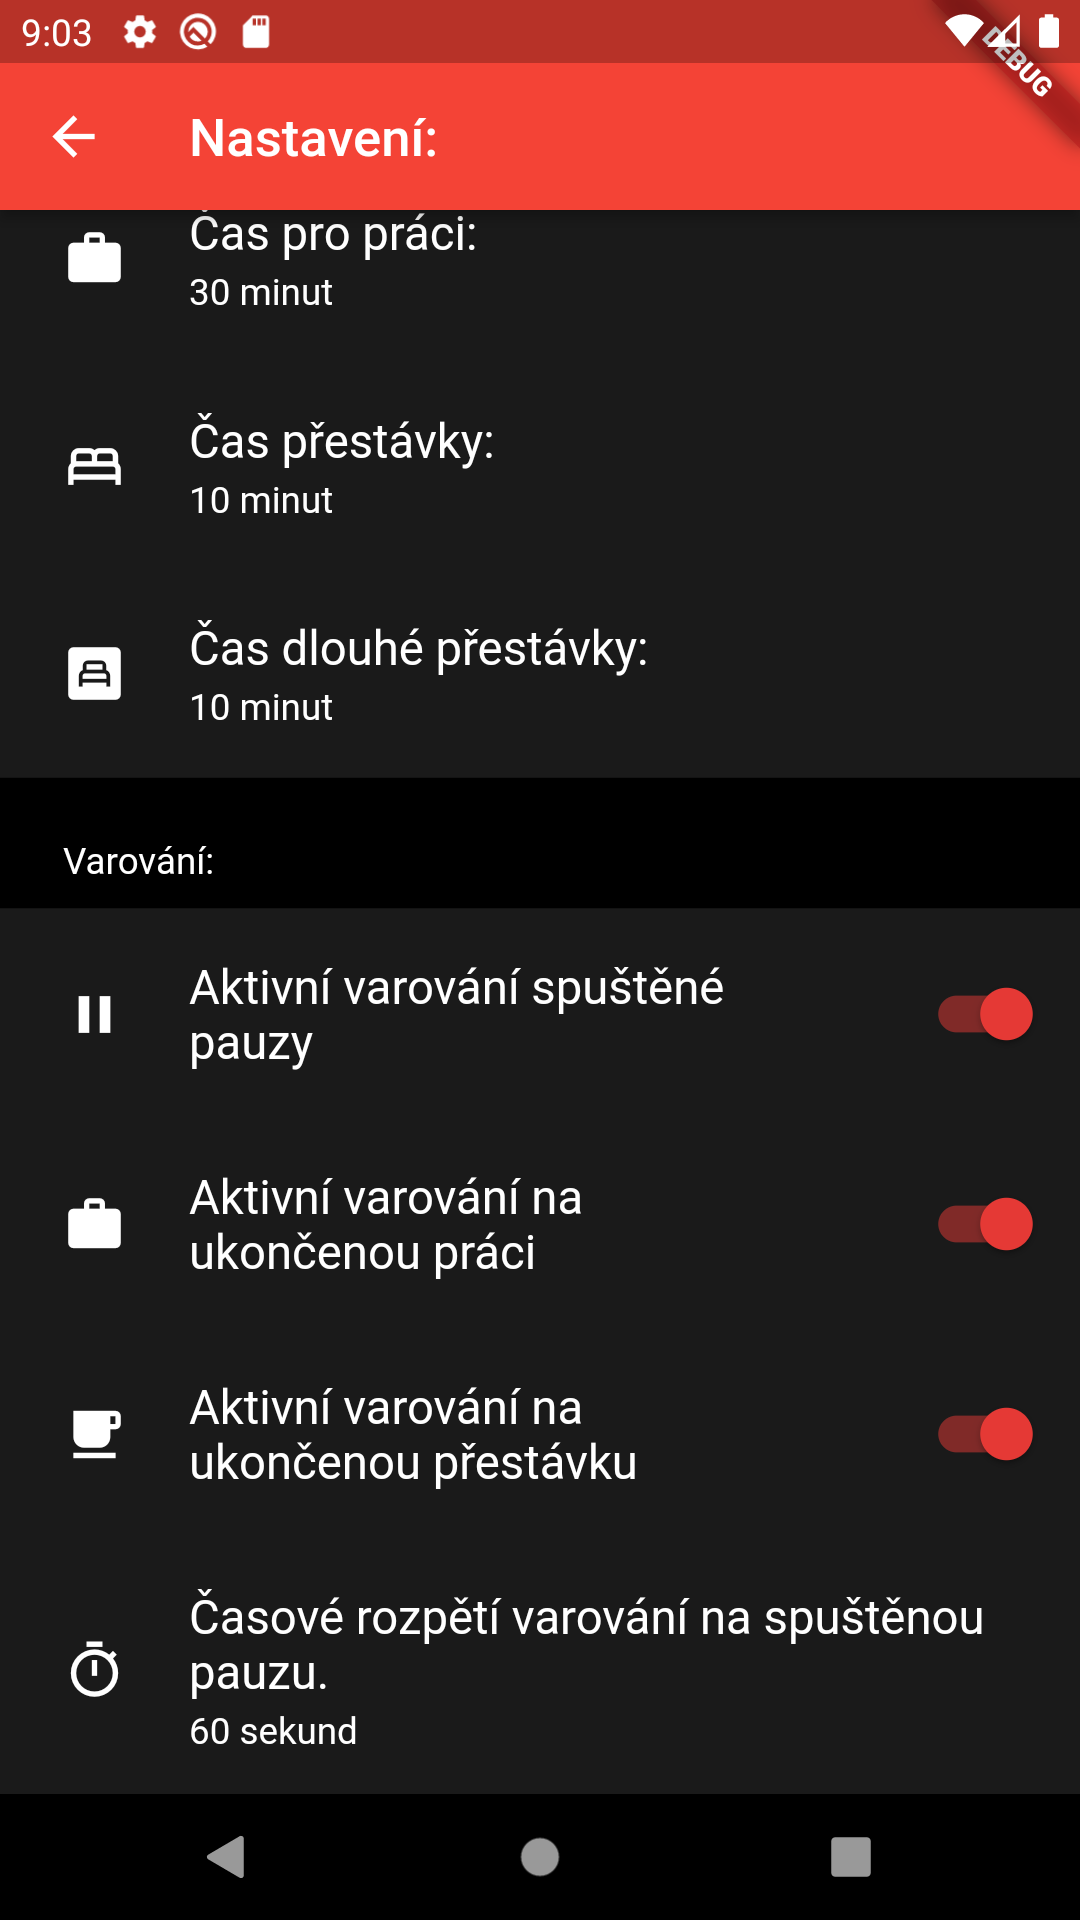 9:03
DEBUG
Nastavení:
Čas pro práci:
30 minut
Čas přestávky:
10 minut
Čas dlouhé přestávky:
10 minut
Varování:
Aktivní varování spuštěné
pauzy
Aktivní varování na
ukončenou práci
Aktivní varování na
ukončenou přestávku
Časové rozpětí varování na spuštěnou
pauzu.
60 sekund